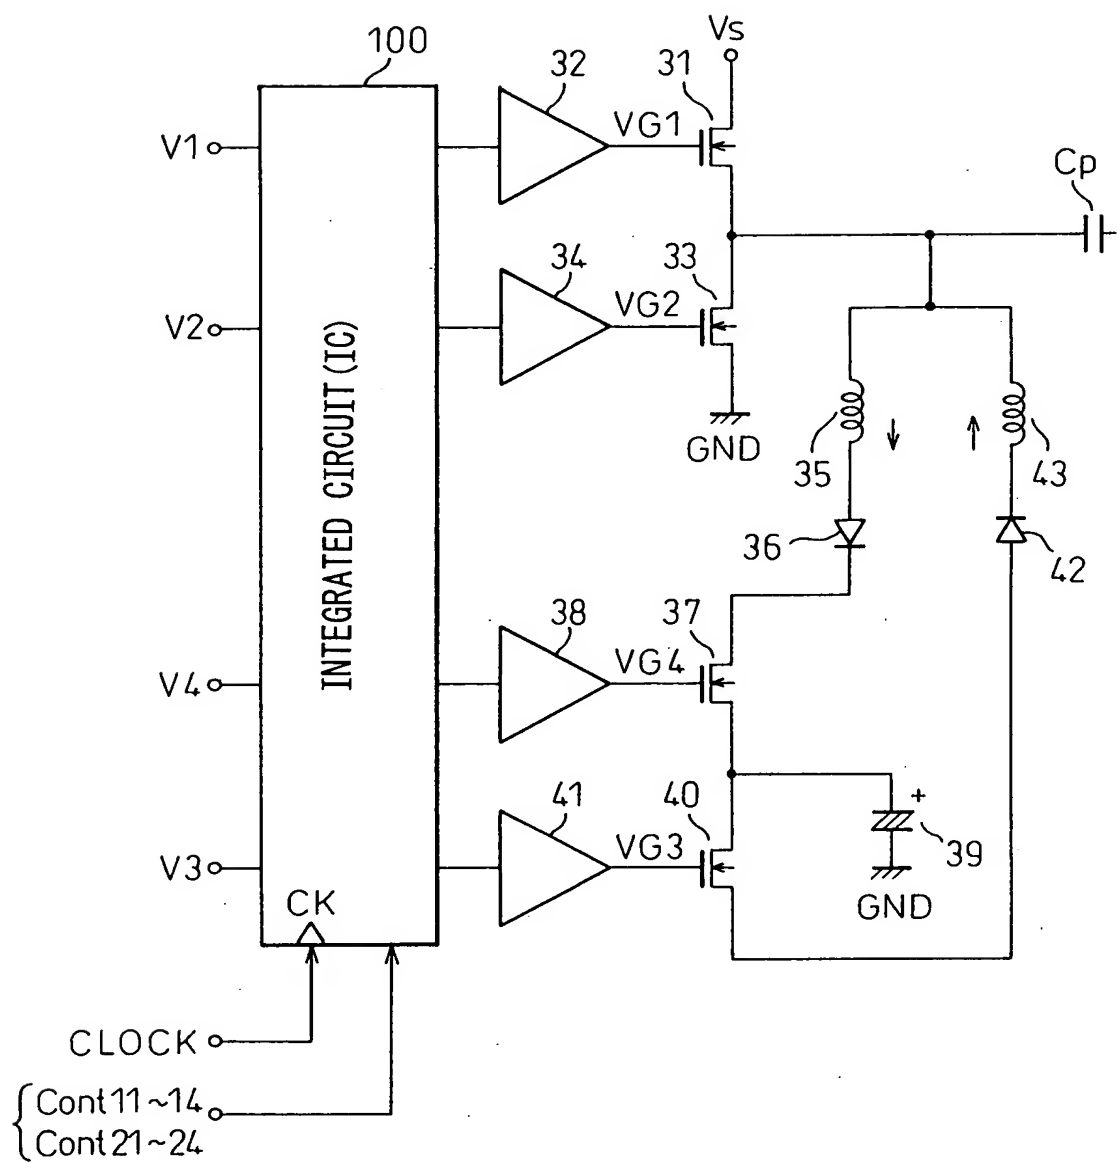 100
Vs
32
31
VG1
V1
Cp
34
33
VG2
V2
INTEGRATED CIRCUIT (IC)
GND
35
43
36
42
38
37
VG4
V4
41
40
+
VG3
39
V3
CK
GND
CLOCK
Cont11~14
Cont21~24